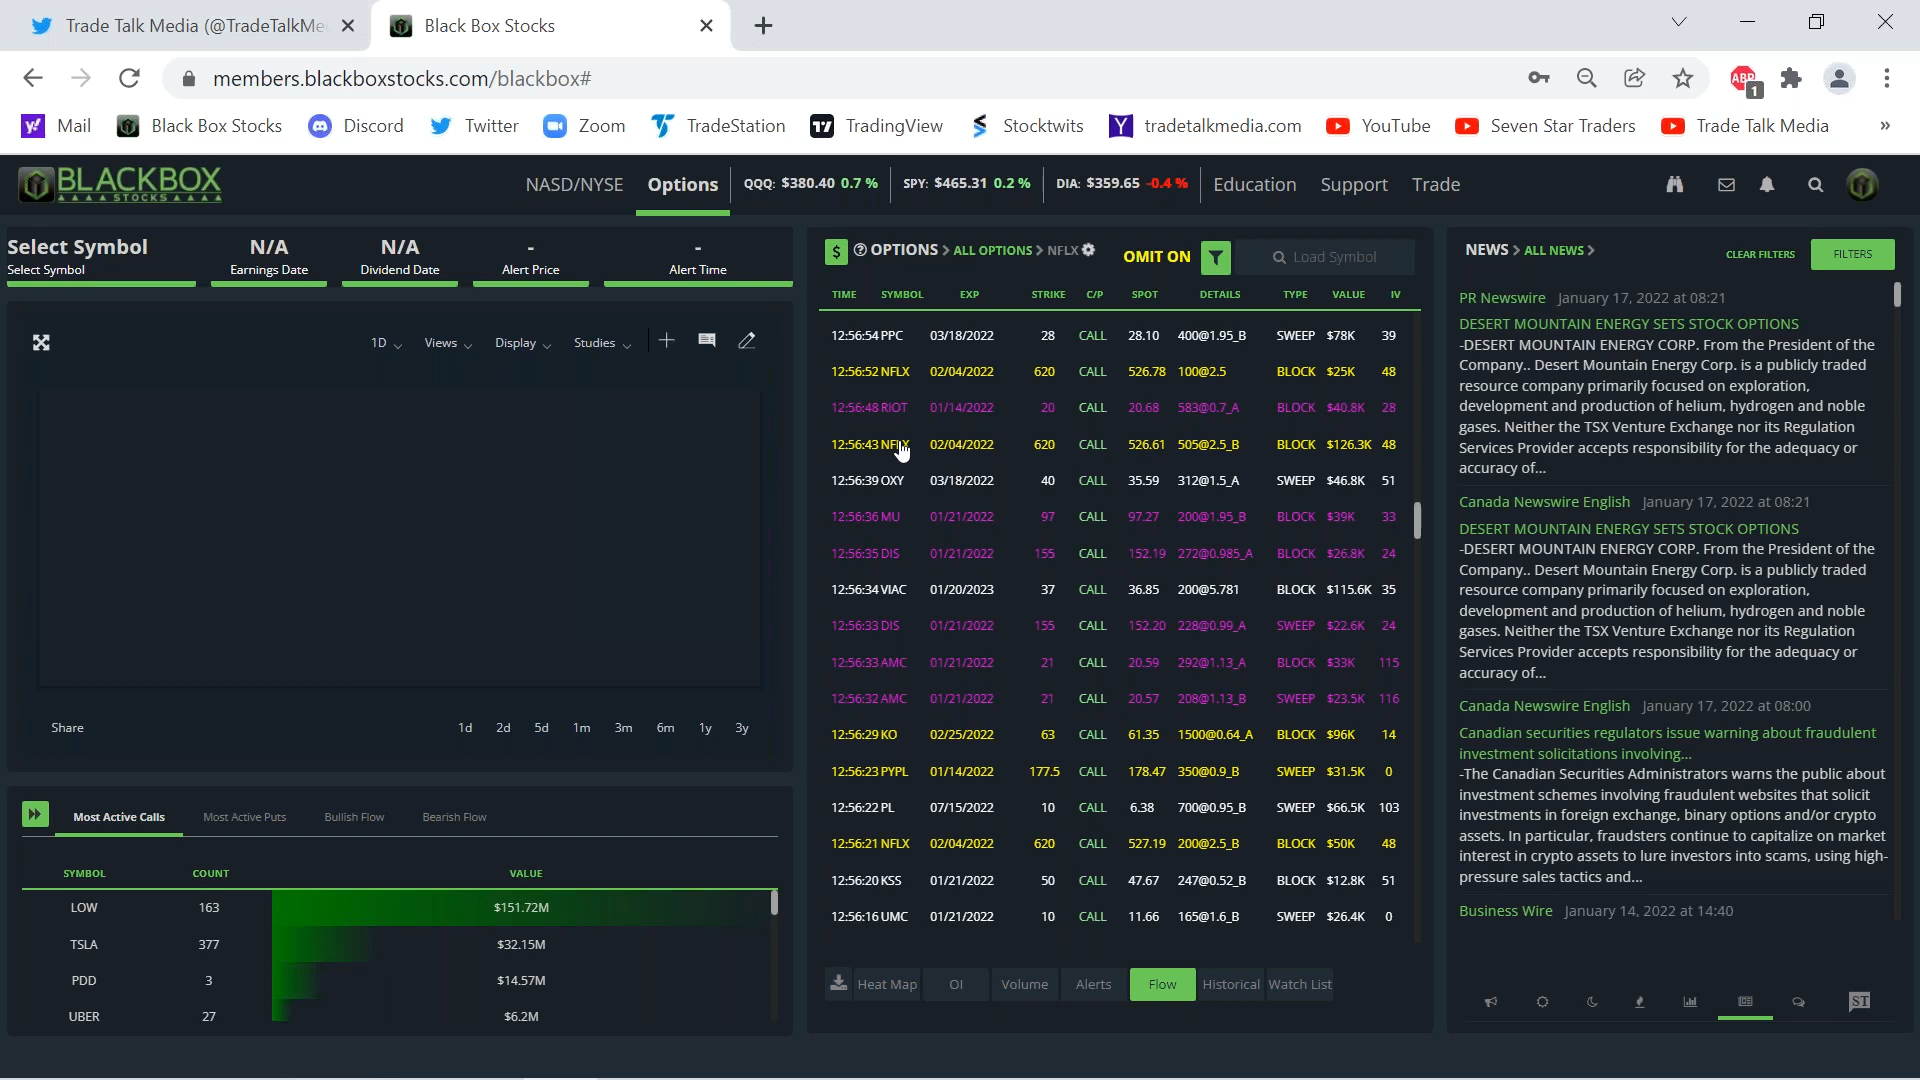 Trade Talk Media (@TradeTalkMe
Black Box Stocks
members.blackboxstocks.com/blackbox#
ABP
1
Mail
Black Box Stocks
Discord
Twitter
Zoom
TradeStation
TradingView
Stocktwits
tradetalkmedia.com
YouTube
Seven Star Traders
Trade Talk Media
»
BLACKBOX
STOCKS
NASD/NYSE
Options
QQQ: $380.40 0.7 %
SPY: $465.31 0.2 %
DIA: $359.65 -0.4 %
Education
Support
Trade
Select Symbol
Select Symbol
N/A
Earnings Date
N/A
Dividend Date
-
Alert Price
-
Alert Time
1D
Views
Display
Studies
Share
1d 2d 5d 1m 3m 6m 1y 3y
Most Active Calls
Most Active Puts
Bullish Flow
Bearish Flow
SYMBOL COUNT VALUE
LOW 163 $151.72M
TSLA 377 $32.15M
PDD 3 $14.57M
UBER 27 $6.2M
$ OPTIONS > ALL OPTIONS > NFLX
OMIT ON
Load Symbol
TIME SYMBOL EXP STRIKE C/P SPOT DETAILS TYPE VALUE IV
12:56:54 PPC 03/18/2022 28 CALL 28.10 400@1.95_B SWEEP $78K 39
12:56:52 NFLX 02/04/2022 620 CALL 526.78 100@2.5 BLOCK $25K 48
12:56:48 RIOT 01/14/2022 20 CALL 20.68 583@0.7_A BLOCK $40.8K 28
12:56:43 NFLX 02/04/2022 620 CALL 526.61 505@2.5_B BLOCK $126.3K 48
12:56:39 OXY 03/18/2022 40 CALL 35.59 312@1.5_A SWEEP $46.8K 51
12:56:36 MU 01/21/2022 97 CALL 97.27 200@1.95_B BLOCK $39K 33
12:56:35 DIS 01/21/2022 155 CALL 152.19 272@0.985_A BLOCK $26.8K 24
12:56:34 VIAC 01/20/2023 37 CALL 36.85 200@5.781 BLOCK $115.6K 35
12:56:33 DIS 01/21/2022 155 CALL 152.20 228@0.99_A SWEEP $22.6K 24
12:56:33 AMC 01/21/2022 21 CALL 20.59 292@1.13_A BLOCK $33K 115
12:56:32 AMC 01/21/2022 21 CALL 20.57 208@1.13_B SWEEP $23.5K 116
12:56:29 KO 02/25/2022 63 CALL 61.35 1500@0.64_A BLOCK $96K 14
12:56:23 PYPL 01/14/2022 177.5 CALL 178.47 350@0.9_B SWEEP $31.5K 0
12:56:22 PL 07/15/2022 10 CALL 6.38 700@0.95_B SWEEP $66.5K 103
12:56:21 NFLX 02/04/2022 620 CALL 527.19 200@2.5_B BLOCK $50K 48
12:56:20 KSS 01/21/2022 50 CALL 47.67 247@0.52_B BLOCK $12.8K 51
12:56:16 UMC 01/21/2022 10 CALL 11.66 165@1.6_B SWEEP $26.4K 0
Heat Map
OI
Volume
Alerts
Flow
Historical
Watch List
NEWS > ALL NEWS >
CLEAR FILTERS
FILTERS
PR Newswire January 17, 2022 at 08:21
DESERT MOUNTAIN ENERGY SETS STOCK OPTIONS
-DESERT MOUNTAIN ENERGY CORP. From the President of the
Company.. Desert Mountain Energy Corp. is a publicly traded
resource company primarily focused on exploration,
development and production of helium, hydrogen and noble
gases. Neither the TSX Venture Exchange nor its Regulation
Services Provider accepts responsibility for the adequacy or
accuracy of...
Canada Newswire English January 17, 2022 at 08:21
DESERT MOUNTAIN ENERGY SETS STOCK OPTIONS
-DESERT MOUNTAIN ENERGY CORP. From the President of the
Company.. Desert Mountain Energy Corp. is a publicly traded
resource company primarily focused on exploration,
development and production of helium, hydrogen and noble
gases. Neither the TSX Venture Exchange nor its Regulation
Services Provider accepts responsibility for the adequacy or
accuracy of...
Canada Newswire English January 17, 2022 at 08:00
Canadian securities regulators issue warning about fraudulent
investment solicitations involving...
-The Canadian Securities Administrators warns the public about
investment schemes involving fraudulent websites that solicit
investments in foreign exchange, binary options and/or crypto
assets. In particular, fraudsters continue to capitalize on market
interest in crypto assets to lure investors into scams, using high-
pressure sales tactics and...
Business Wire January 14, 2022 at 14:40
ST